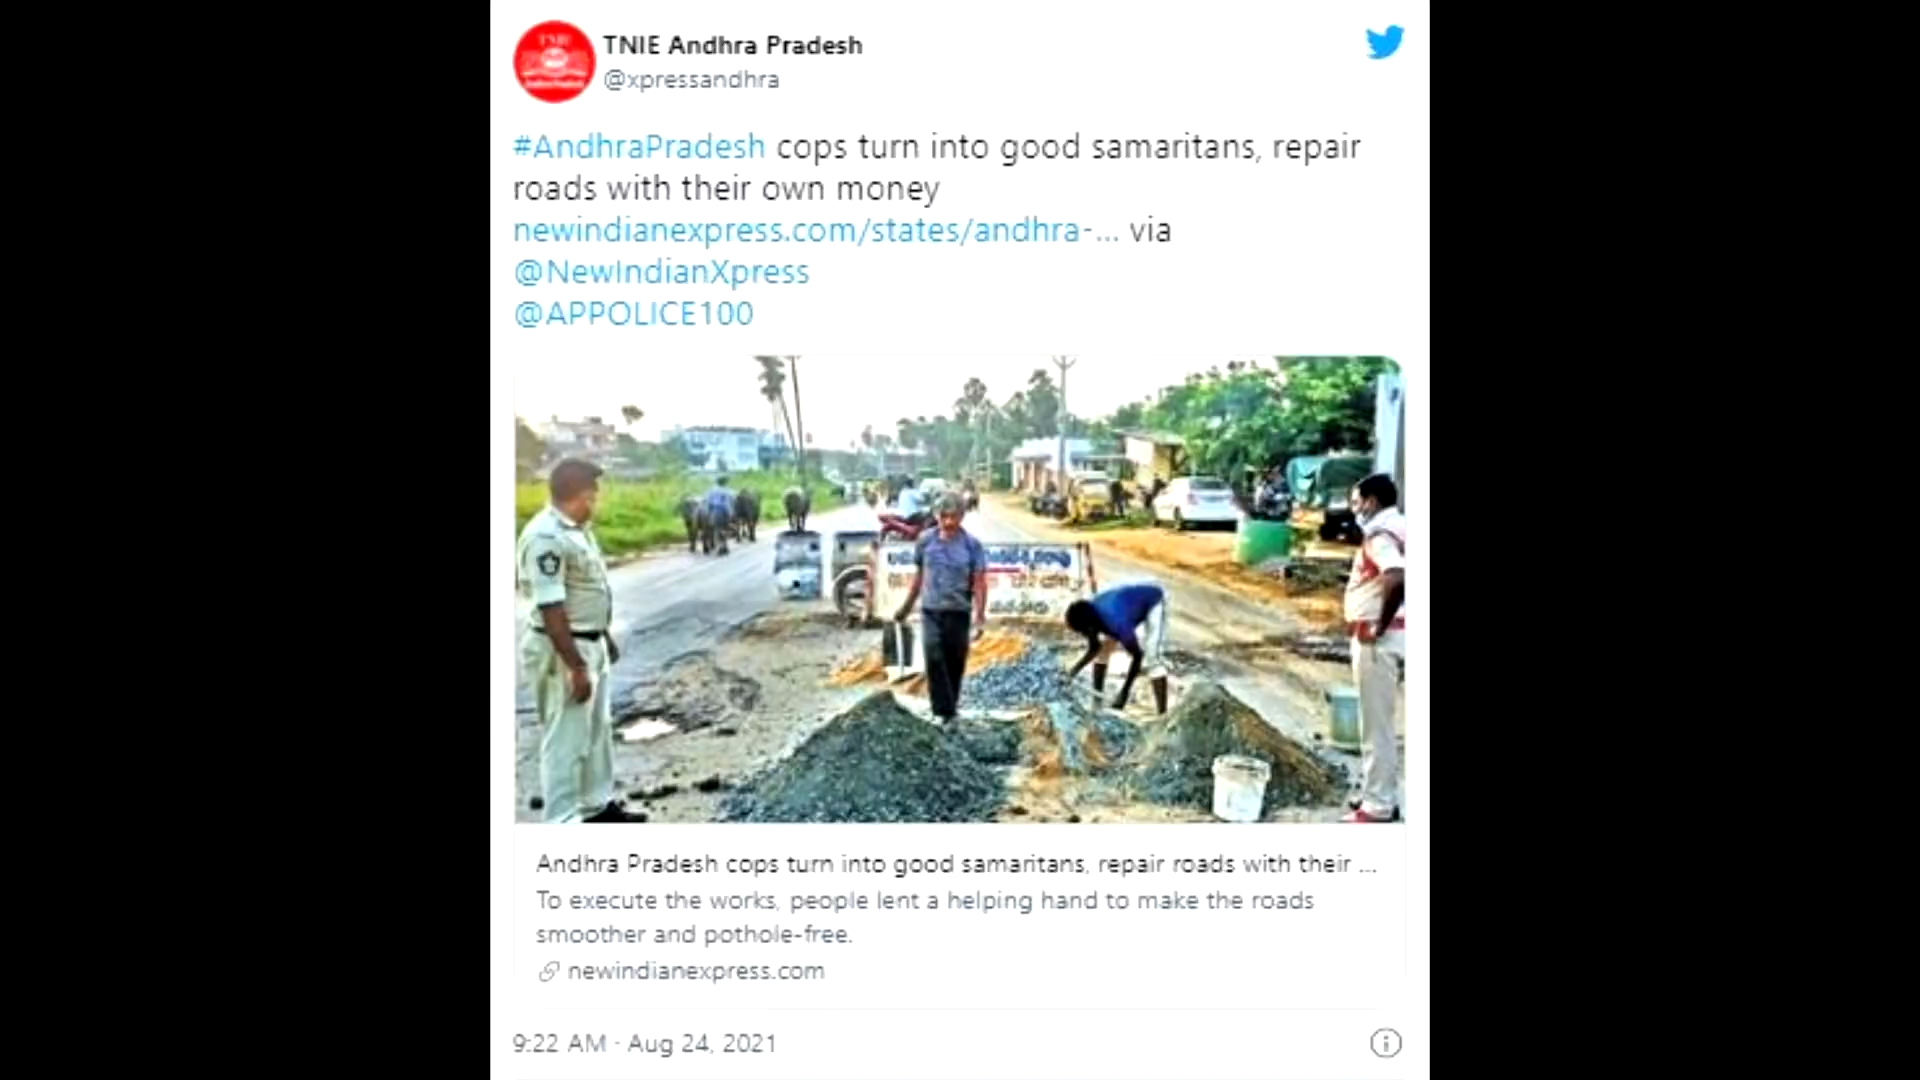 TNIE Andhra Pradesh
@xpressandhra
#AndhraPradesh cops turn into good samaritans, repair
roads with their own money
newindianexpress.com/states/andhra-... via
@NewIndianXpress
@APPOLICE100
Andhra Pradesh cops turn into good samaritans, repair roads with their ...
To execute the works, people lent a helping hand to make the roads
smoother and pothole-free.
newindianexpress.com
9:22 AM · Aug 24, 2021